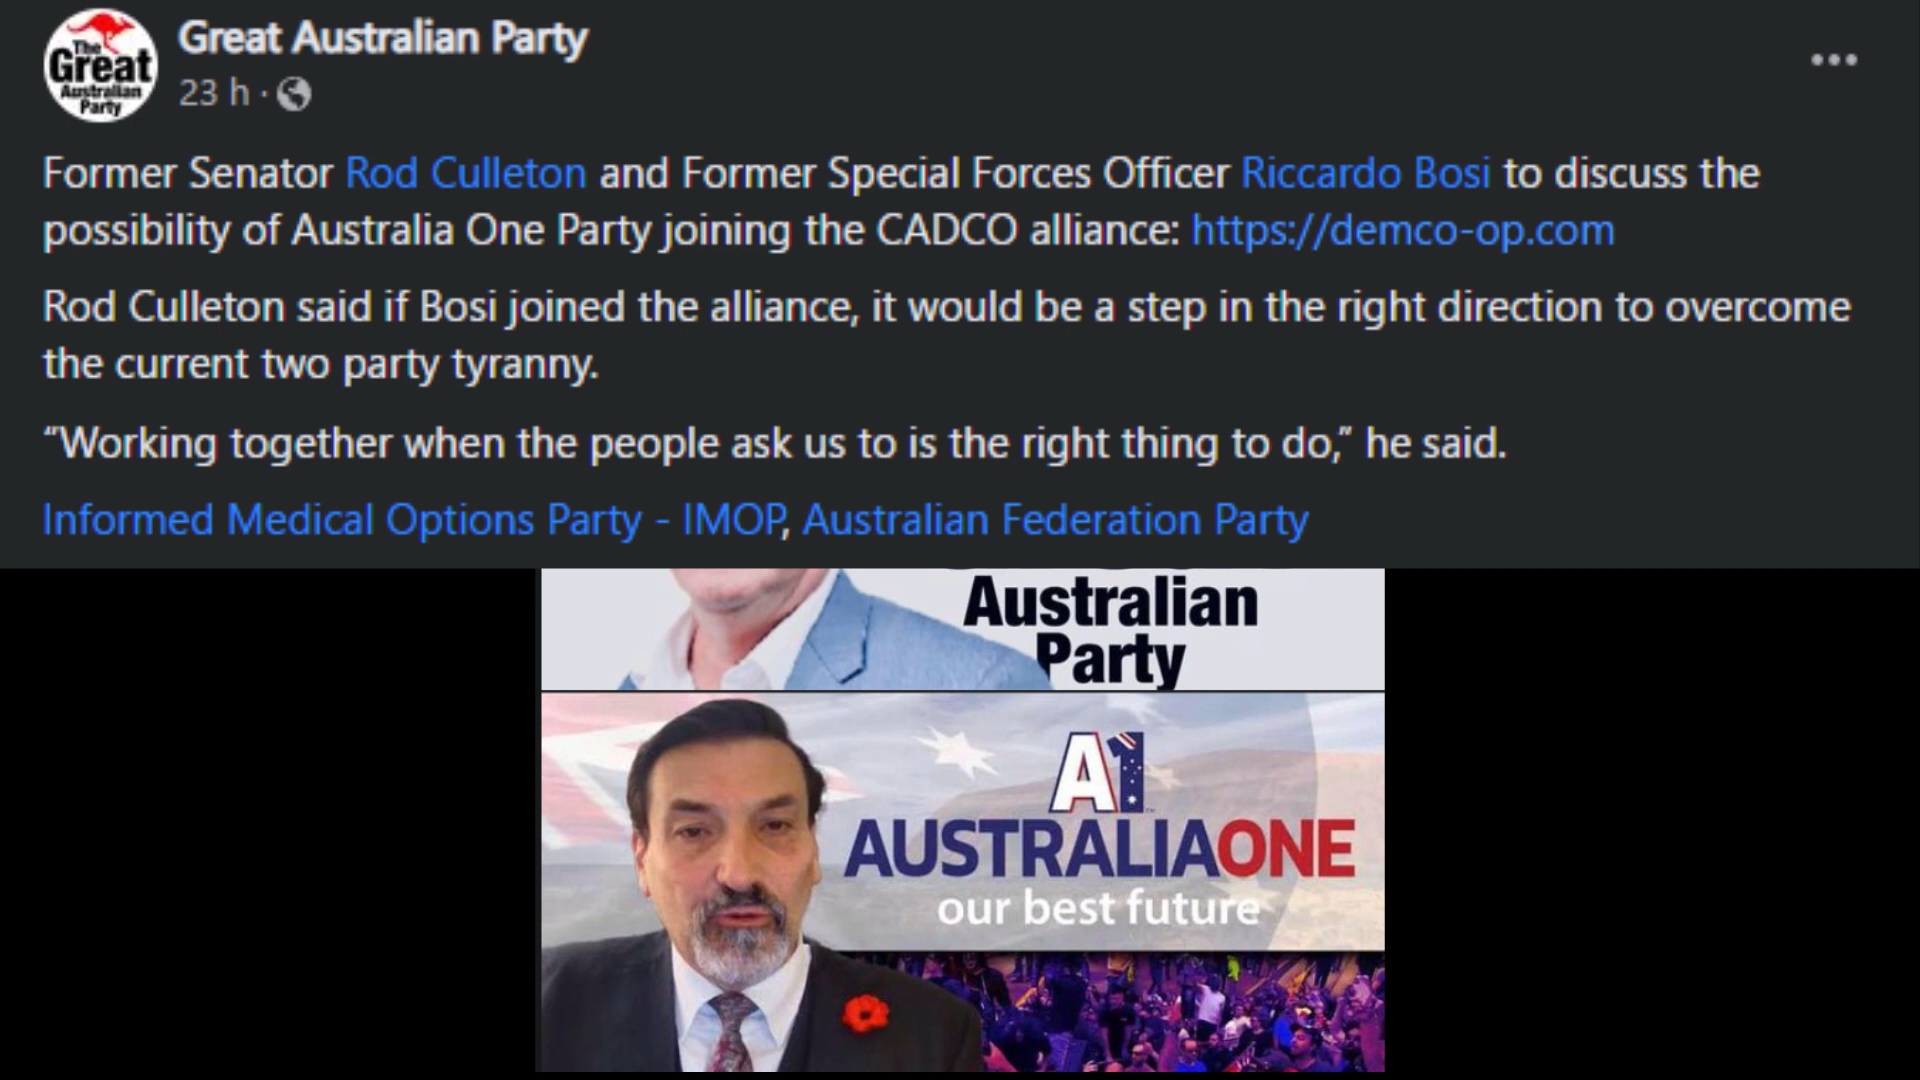 The
Great
Australian
Party
Great Australian Party
23 h ·
Former Senator Rod Culleton and Former Special Forces Officer Riccardo Bosi to discuss the
possibility of Australia One Party joining the CADCO alliance: https://demco-op.com
Rod Culleton said if Bosi joined the alliance, it would be a step in the right direction to overcome
the current two party tyranny.
“Working together when the people ask us to is the right thing to do,” he said.
Informed Medical Options Party - IMOP, Australian Federation Party
Australian
Party
A1
AUSTRALIAONE
our best future